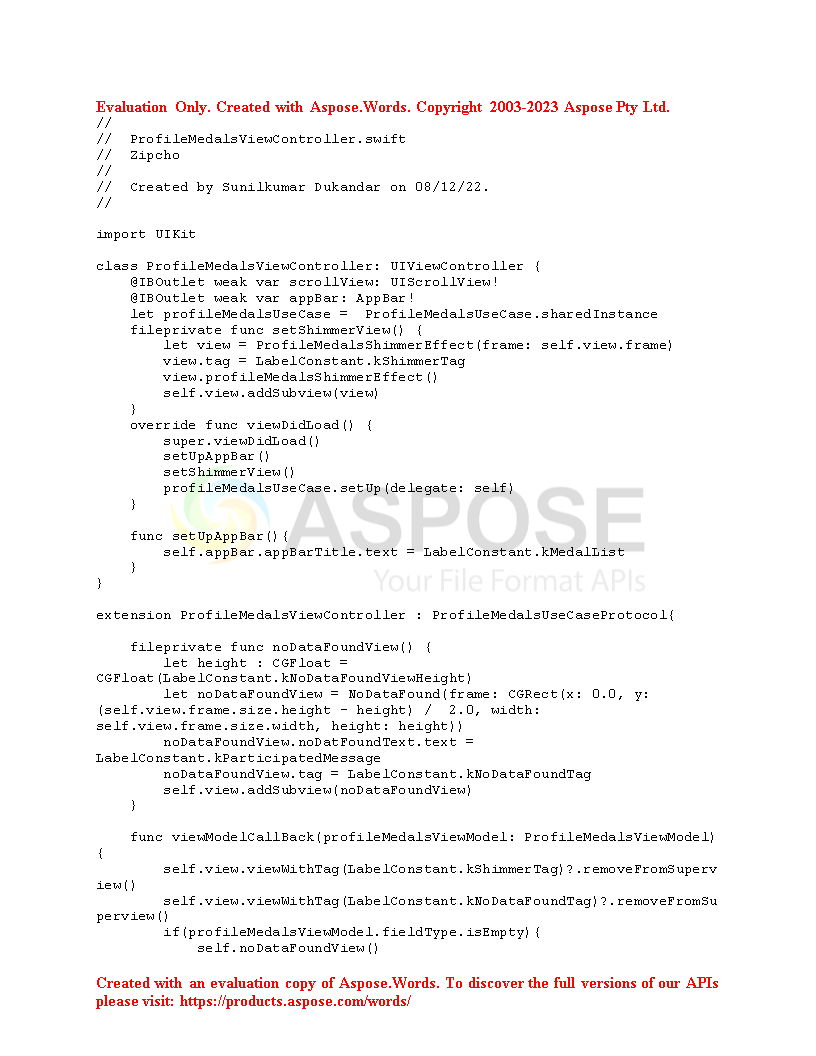 Evaluation Only. Created with Aspose.Words. Copyright 2003-2023 Aspose Pty Ltd.
//
//  ProfileMedalsViewController.swift
//  Zipcho
//
//  Created by Sunilkumar Dukandar on 08/12/22.
//
import UIKit
class ProfileMedalsViewController: UIViewController {
    @IBOutlet weak var scrollView: UIScrollView!
    @IBOutlet weak var appBar: AppBar!
    let profileMedalsUseCase =  ProfileMedalsUseCase.sharedInstance
    fileprivate func setShimmerView() {
        let view = ProfileMedalsShimmerEffect(frame: self.view.frame)
        view.tag = LabelConstant.kShimmerTag
        view.profileMedalsShimmerEffect()
        self.view.addSubview(view)
    }
    override func viewDidLoad() {
        super.viewDidLoad()
        setUpAppBar()
        setShimmerView()
        profileMedalsUseCase.setUp(delegate: self)
    }
ASPOSE
    func setUpAppBar(){
        self.appBar.appBarTitle.text = LabelConstant.kMedalList
    }
Your File Format APIs
}
extension ProfileMedalsViewController : ProfileMedalsUseCaseProtocol{
    fileprivate func noDataFoundView() {
        let height : CGFloat =
CGFloat(LabelConstant.kNoDataFoundViewHeight)
        let noDataFoundView = NoDataFound(frame: CGRect(x: 0.0, y:
(self.view.frame.size.height - height) /  2.0, width:
self.view.frame.size.width, height: height))
        noDataFoundView.noDatFoundText.text =
LabelConstant.kParticipatedMessage
        noDataFoundView.tag = LabelConstant.kNoDataFoundTag
        self.view.addSubview(noDataFoundView)
    }
    func viewModelCallBack(profileMedalsViewModel: ProfileMedalsViewModel)
{
        self.view.viewWithTag(LabelConstant.kShimmerTag)?.removeFromSuperv
iew()
        self.view.viewWithTag(LabelConstant.kNoDataFoundTag)?.removeFromSu
perview()
        if(profileMedalsViewModel.fieldType.isEmpty){
            self.noDataFoundView()
Created with an evaluation copy of Aspose.Words. To discover the full versions of our APIs
please visit: https://products.aspose.com/words/